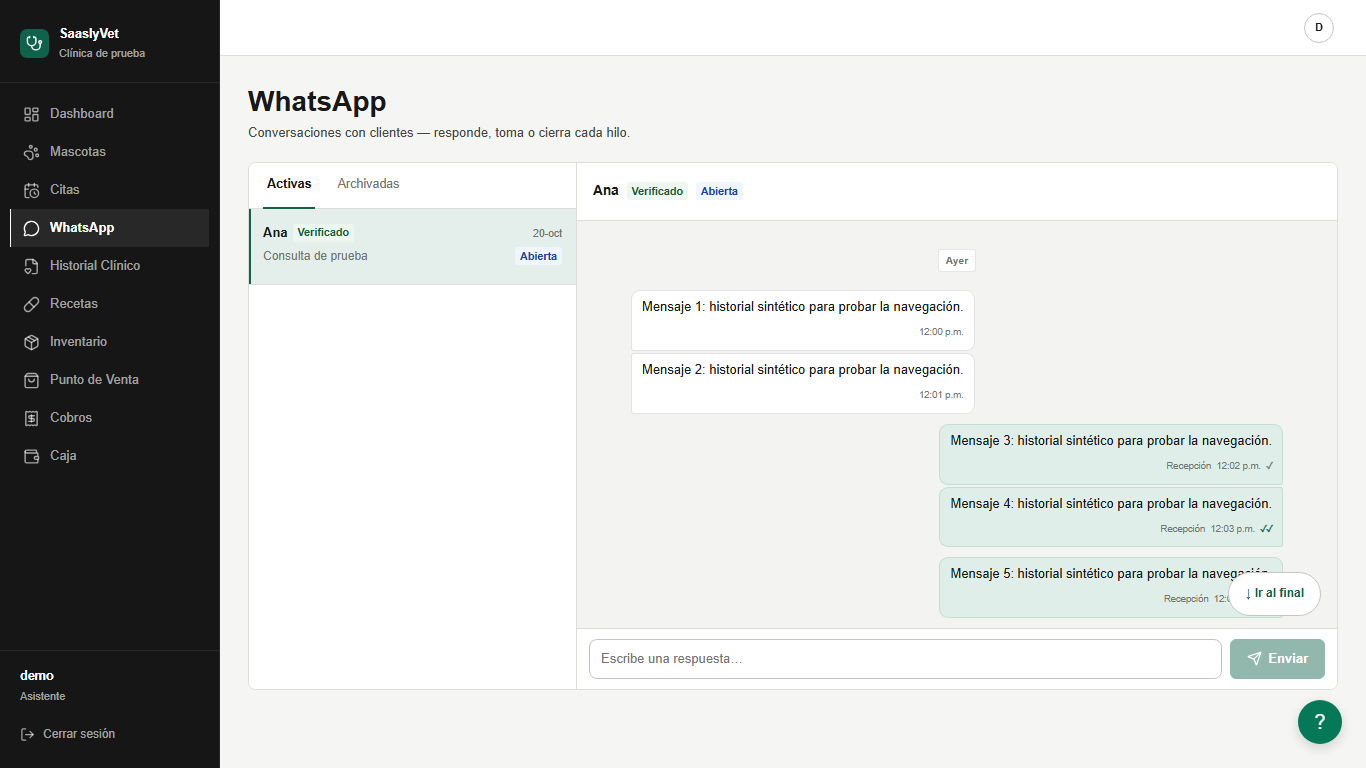 SaaslyVet
Clínica de prueba
Dashboard
Mascotas
Citas
WhatsApp
Historial Clínico
Recetas
Inventario
Punto de Venta
Cobros
Caja
demo
Asistente
Cerrar sesión
D
WhatsApp
Conversaciones con clientes — responde, toma o cierra cada hilo.
Activas Archivadas
Ana Verificado 20-oct
Consulta de prueba Abierta
Ana Verificado Abierta
Ayer
Mensaje 1: historial sintético para probar la navegación.
12:00 p.m.
Mensaje 2: historial sintético para probar la navegación.
12:01 p.m.
Mensaje 3: historial sintético para probar la navegación.
Recepción 12:02 p.m. ✓
Mensaje 4: historial sintético para probar la navegación.
Recepción 12:03 p.m. ✓✓
Mensaje 5: historial sintético para probar la navegación.
Recepción
↓ Ir al final
Escribe una respuesta…
Enviar
?